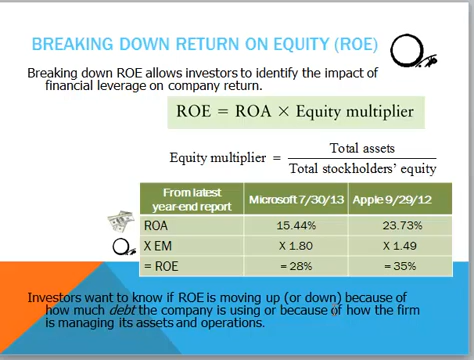 BREAKING DOWN RETURN ON EQUITY (ROE)
Breaking down ROE allows investors to identify the impact of
financial leverage on company return.
ROE = ROA × Equity multiplier
Equity multiplier = Total assets
Total stockholders' equity
From latest year-end report Microsoft 7/30/13 Apple 9/29/12
ROA 15.44% 23.73%
X EM X 1.80 X 1.49
= ROE = 28% = 35%
Investors want to know if ROE is moving up (or down) because of
how much debt the company is using or because of how the firm
is managing its assets and operations.